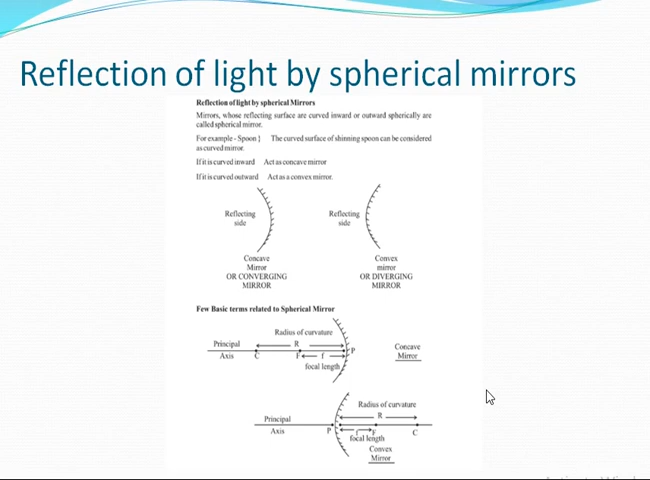 Reflection of light by spherical mirrors
Reflection of light by spherical Mirrors
Mirrors, whose reflecting surface are curved inward or outward spherically are
called spherical mirror.
For example - Spoon } The curved surface of shinning spoon can be considered
as curved mirror.
If it is curved inward Act as concave mirror
If it is curved outward Act as a convex mirror.
Reflecting
side
Reflecting
side
Concave
Mirror
OR CONVERGING
MIRROR
Convex
mirror
OR DIVERGING
MIRROR
Few Basic terms related to Spherical Mirror
Radius of curvature
Principal
Axis
R
C
F
f
P
focal length
Concave
Mirror
Radius of curvature
R
Principal
Axis
P
f
F
C
focal length
Convex
Mirror